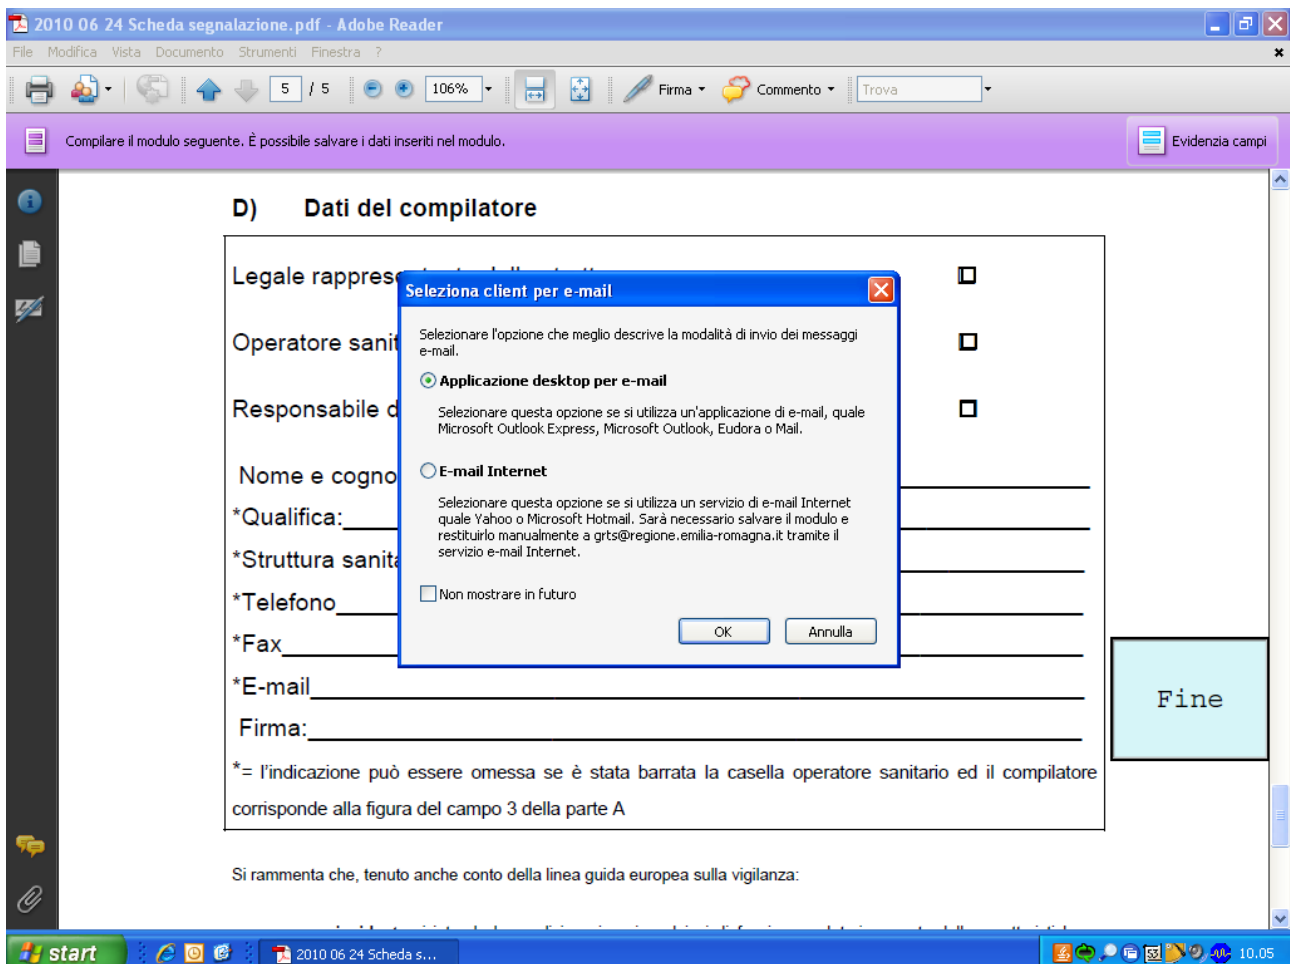 2010 06 24 Scheda segnalazione.pdf - Adobe Reader
File Modifica Vista Documento Strumenti Finestra ?
5 / 5 106% Firma Commento Trova
Compilare il modulo seguente. È possibile salvare i dati inseriti nel modulo. Evidenzia campi
D) Dati del compilatore
Legale
Seleziona client per e-mail
Selezionare l'opzione che meglio descrive la modalità di invio dei messaggi
e-mail.
Applicazione desktop per e-mail
Selezionare questa opzione se si utilizza un'applicazione di e-mail, quale
Microsoft Outlook Express, Microsoft Outlook, Eudora o Mail.
E-mail Internet
Selezionare questa opzione se si utilizza un servizio di e-mail Internet
quale Yahoo o Microsoft Hotmail. Sarà necessario salvare il modulo e
restituirlo manualmente a grts@regione.emilia-romagna.it tramite il
servizio e-mail Internet.
Non mostrare in futuro
OK Annulla
Operatore sanit
Responsabile d
Nome e cogno
*Qualifica:
*Struttura sanita
*Telefono
*Fax
*E-mail
Firma:
Fine
*= l'indicazione può essere omessa se è stata barrata la casella operatore sanitario ed il compilatore
corrisponde alla figura del campo 3 della parte A
Si rammenta che, tenuto anche conto della linea guida europea sulla vigilanza:
start 2010 06 24 Scheda s... 10.05